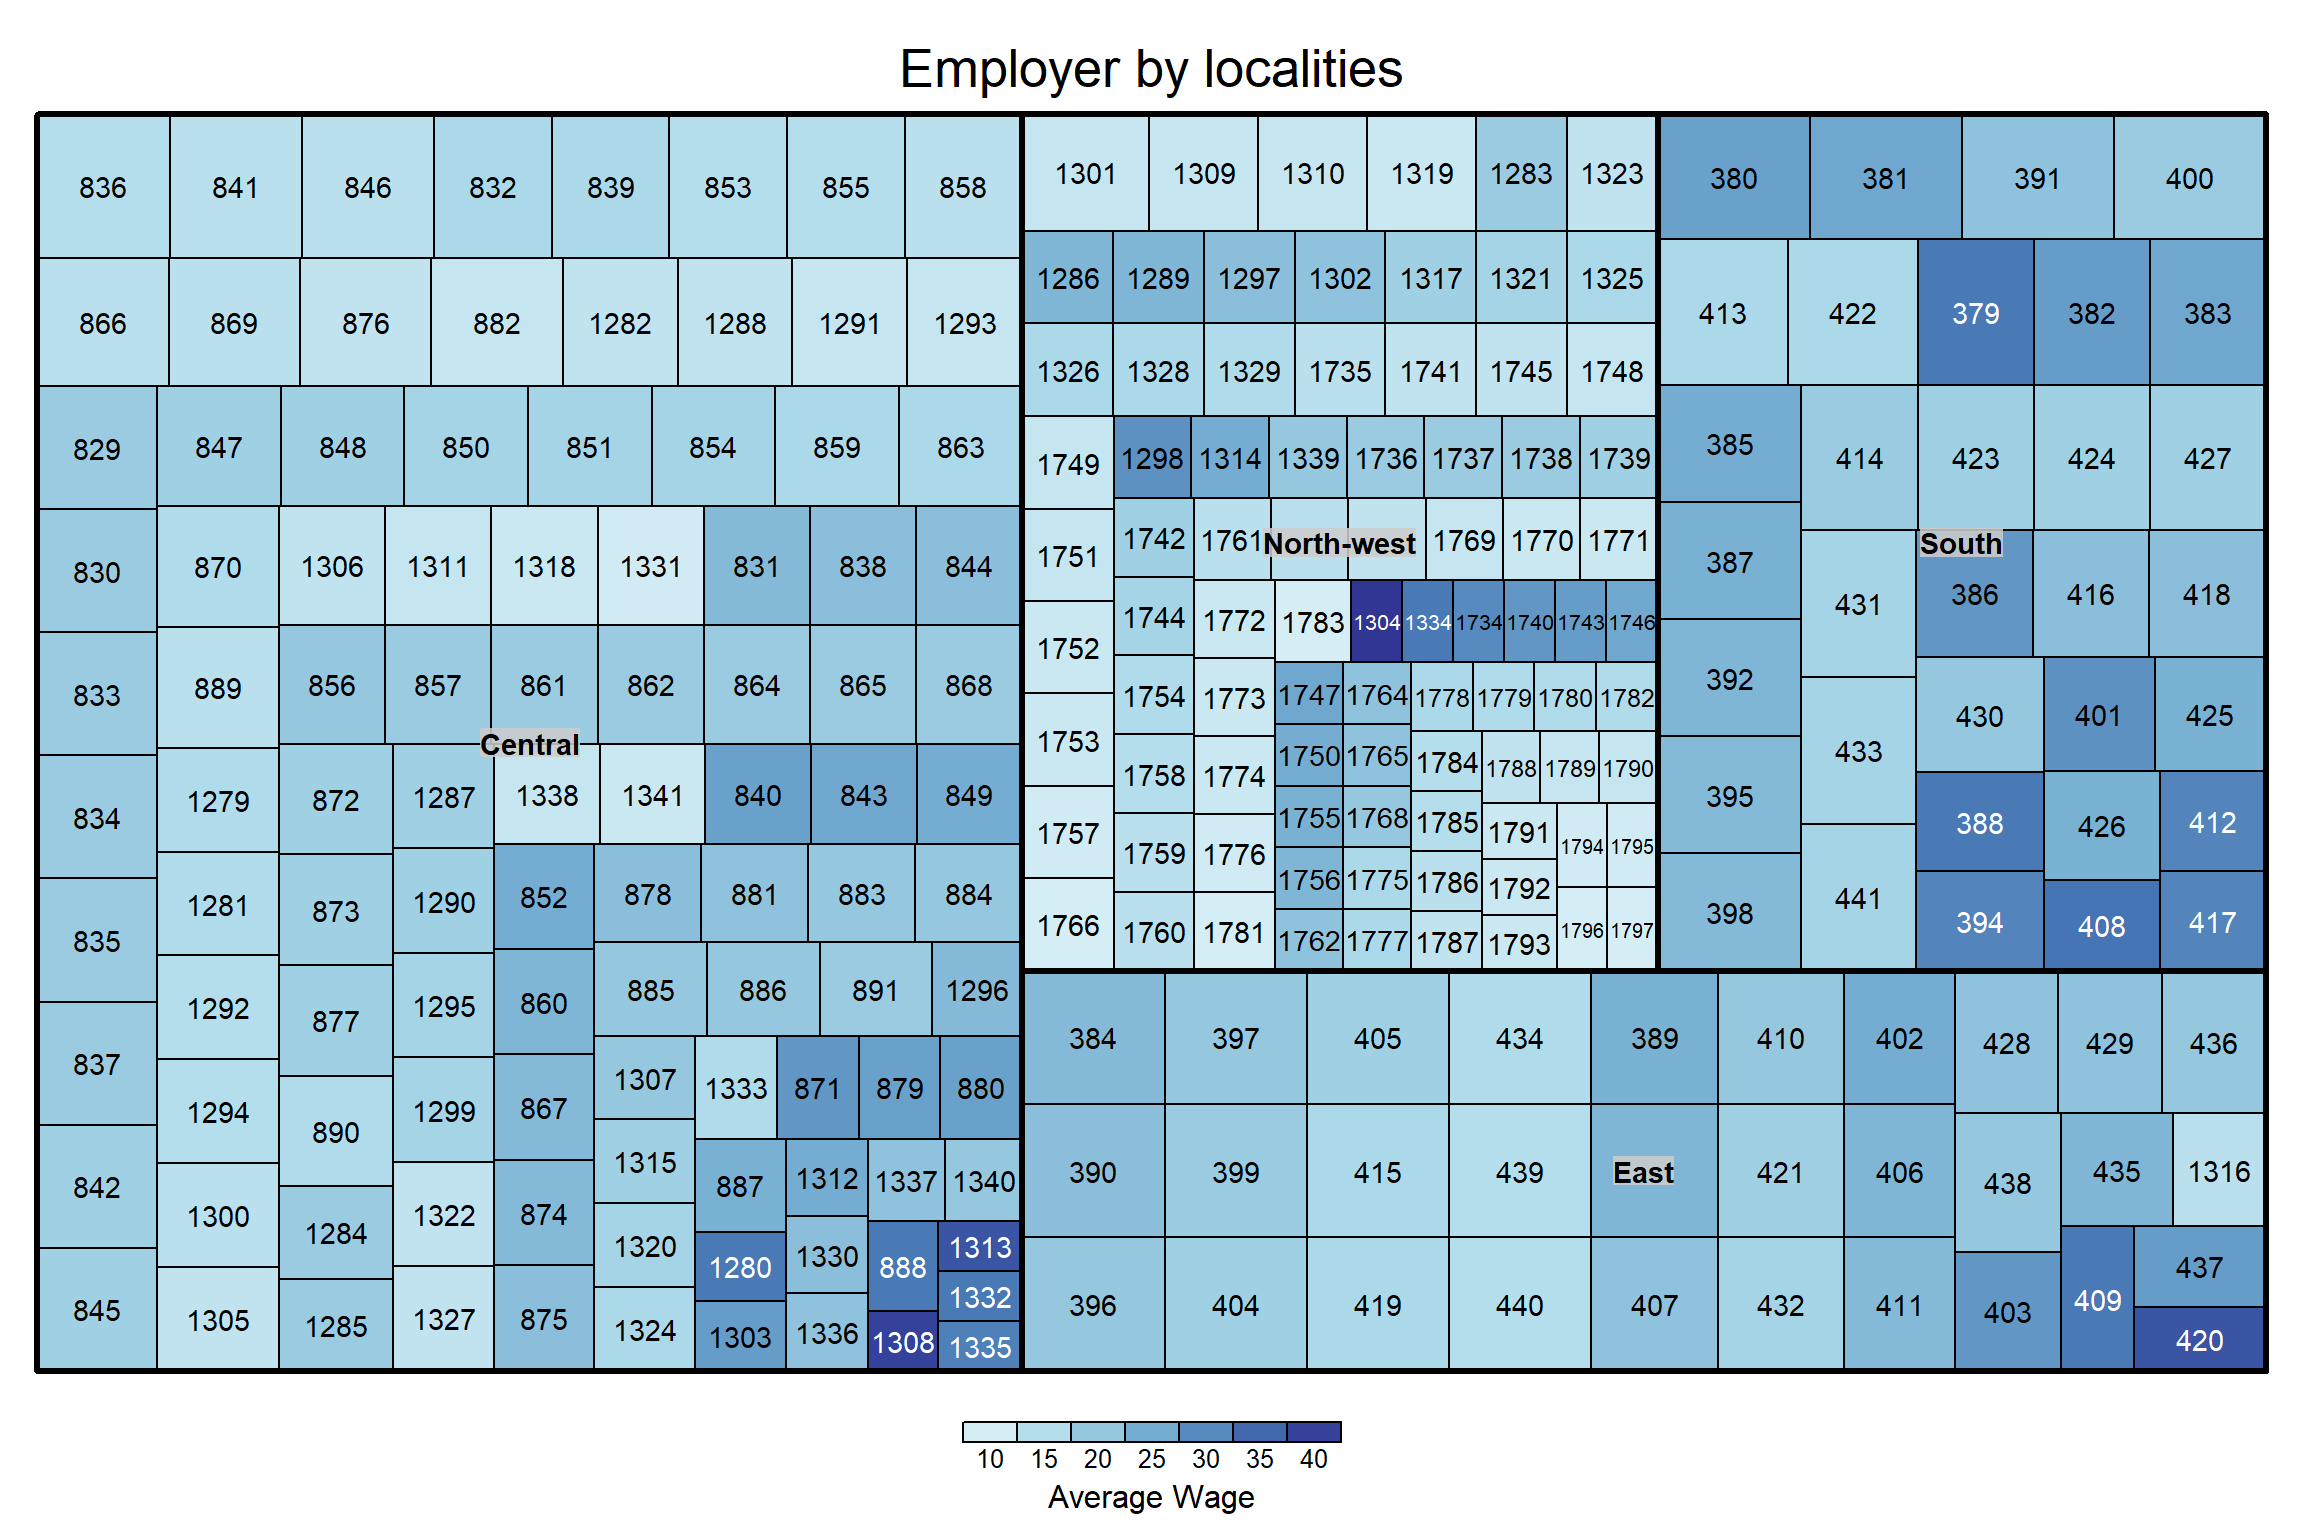 Employer by localities
836 841 846 832 839 853 855 858
866 869 876 882 1282 1288 1291 1293
829 847 848 850 851 854 859 863
830 870 1306 1311 1318 1331 831 838 844
833 889 856 857 861 862 864 865 868
Central
834 1279 872 1287 1338 1341 840 843 849
835 1281 873 1290 852 878 881 883 884
837 1292 877 1295 860 885 886 891 1296
842 1294 890 1299 867 1307 1333 871 879 880
845 1300 1284 1322 874 1315 887 1312 1337 1340
1305 1285 1327 875 1320 1280 1330 888 1313
1324 1303 1336 1308 1332
1335
1301 1309 1310 1319 1283 1323
1286 1289 1297 1302 1317 1321 1325
1326 1328 1329 1735 1741 1745 1748
1749 1298 1314 1339 1736 1737 1738 1739
1751 1742 1761 North-west 1769 1770 1771
1752 1744 1772 1783 1304 1334 1734 1740 1743 1746
1753 1754 1773 1747 1764 1778 1779 1780 1782
1757 1758 1774 1750 1765 1784 1788 1789 1790
1766 1759 1776 1755 1768 1785 1791 1794 1795
1760 1781 1756 1775 1786 1792 1796 1797
1762 1777 1787 1793
380 381 391 400
413 422 379 382 383
385 414 423 424 427
South
387 431 386 416 418
392 433 430 401 425
395 441 388 426 412
398 394 408 417
384 397 405 434 389 410 402 428 429 436
390 399 415 439 East 421 406 438 435 1316
396 404 419 440 407 432 411 403 409 437
420
10 15 20 25 30 35 40
Average Wage